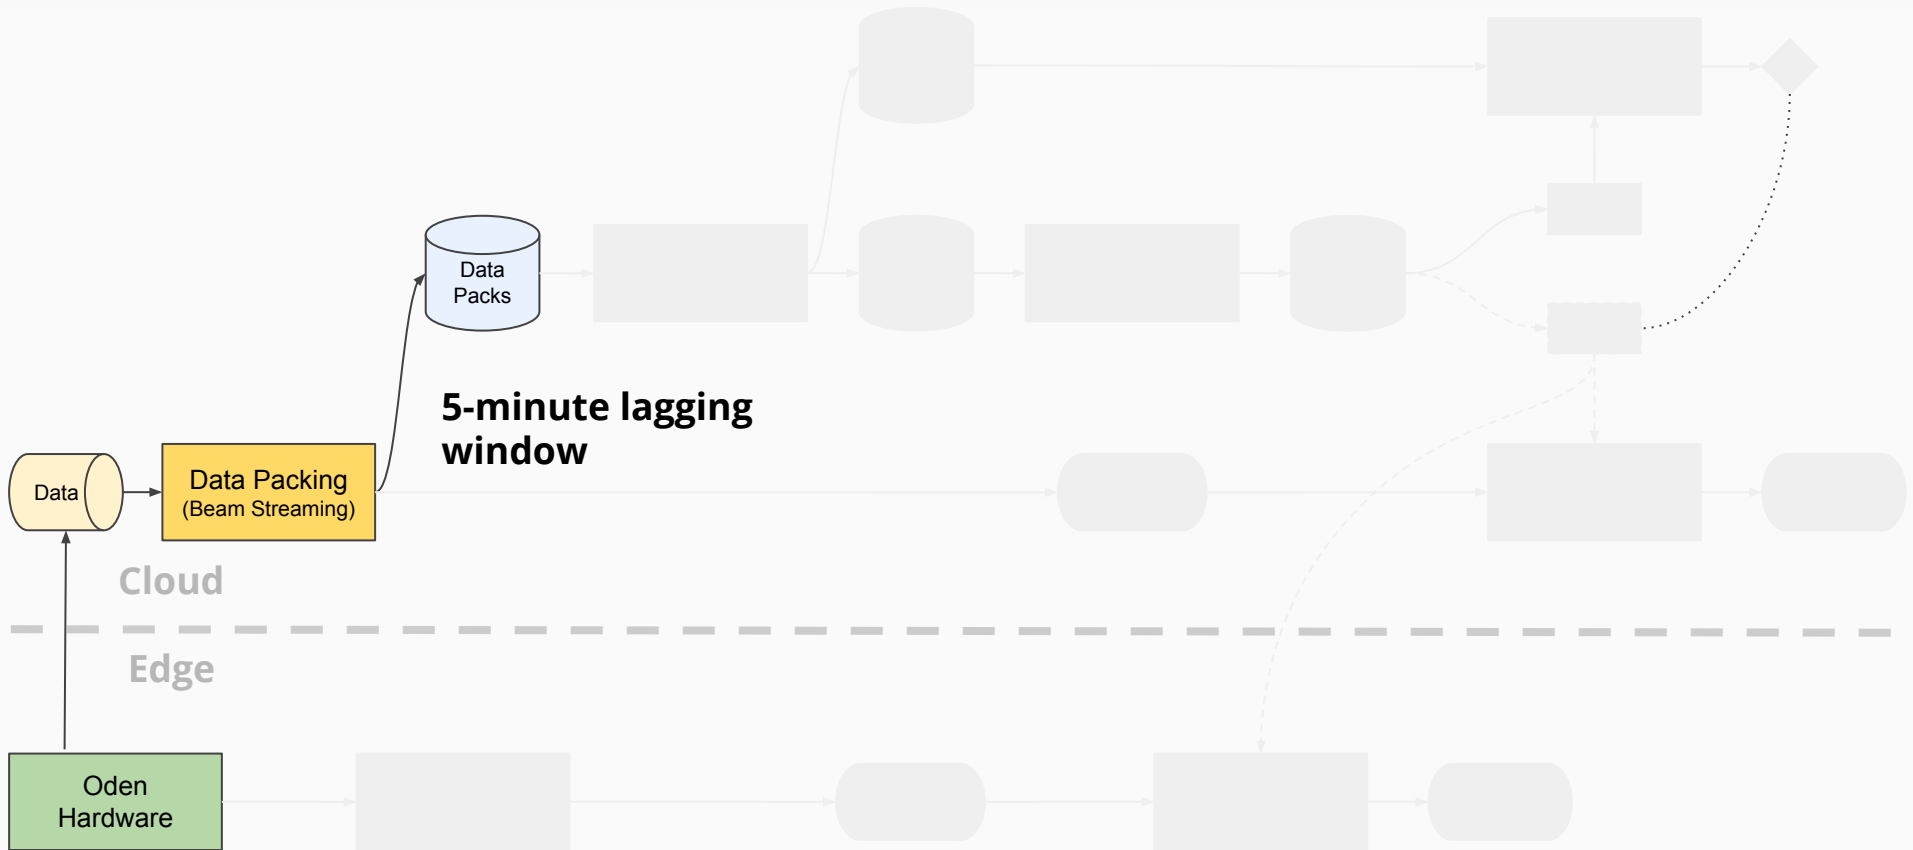 Data
Packs
5-minute lagging
window
Data
Data Packing
(Beam Streaming)
Cloud
Edge
Oden
Hardware